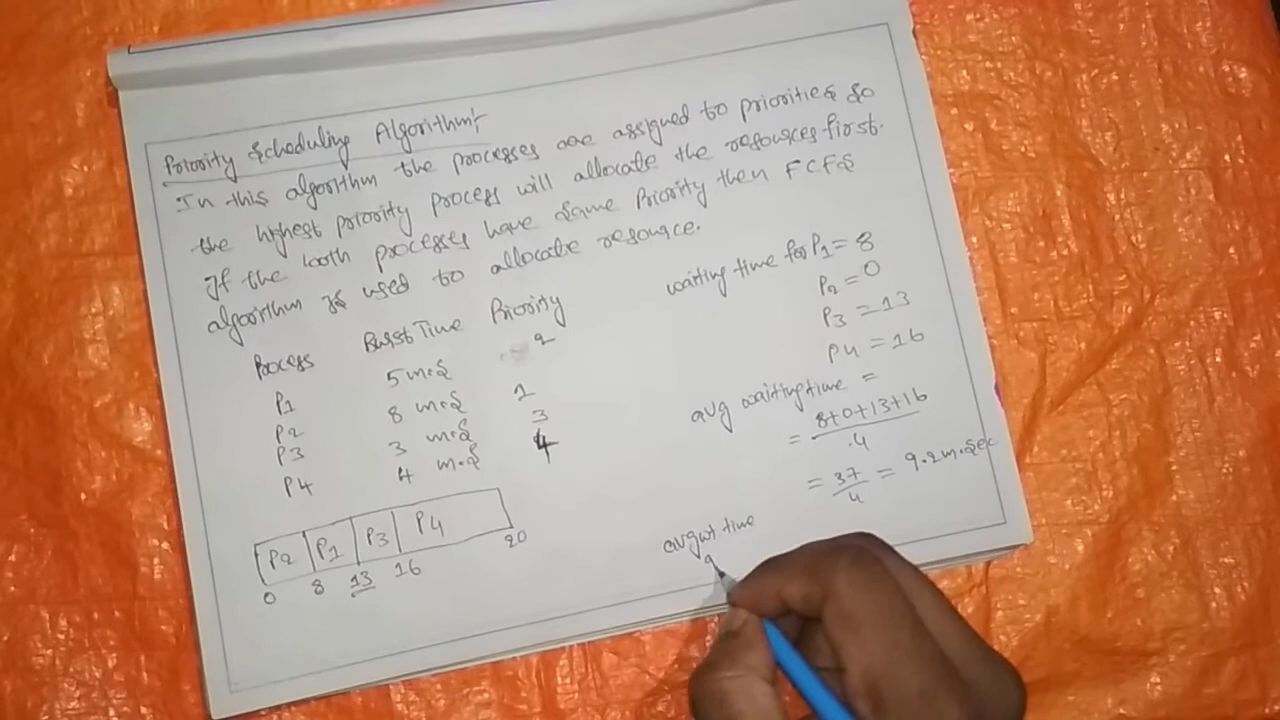 Priority Scheduling Algorithm:
In this algorithm the processes are assigned to priorities so
the highest priority process will allocate the resources first.
If the both processes have same Priority then FCFS
algorithm is used to allocate resource.
Process Burst Time Priority
P1 5 m.s 2
P2 8 m.s 1
P3 3 m.s 3
P4 4 m.s 4
P2 P1 P3 P4
0 8 13 16 20
waiting time for P1 = 8
P2 = 0
P3 = 13
P4 = 16
avg waiting time =
= 8+0+13+16
4
= 37
4
= 9.2 m.sec
avg wt time
9